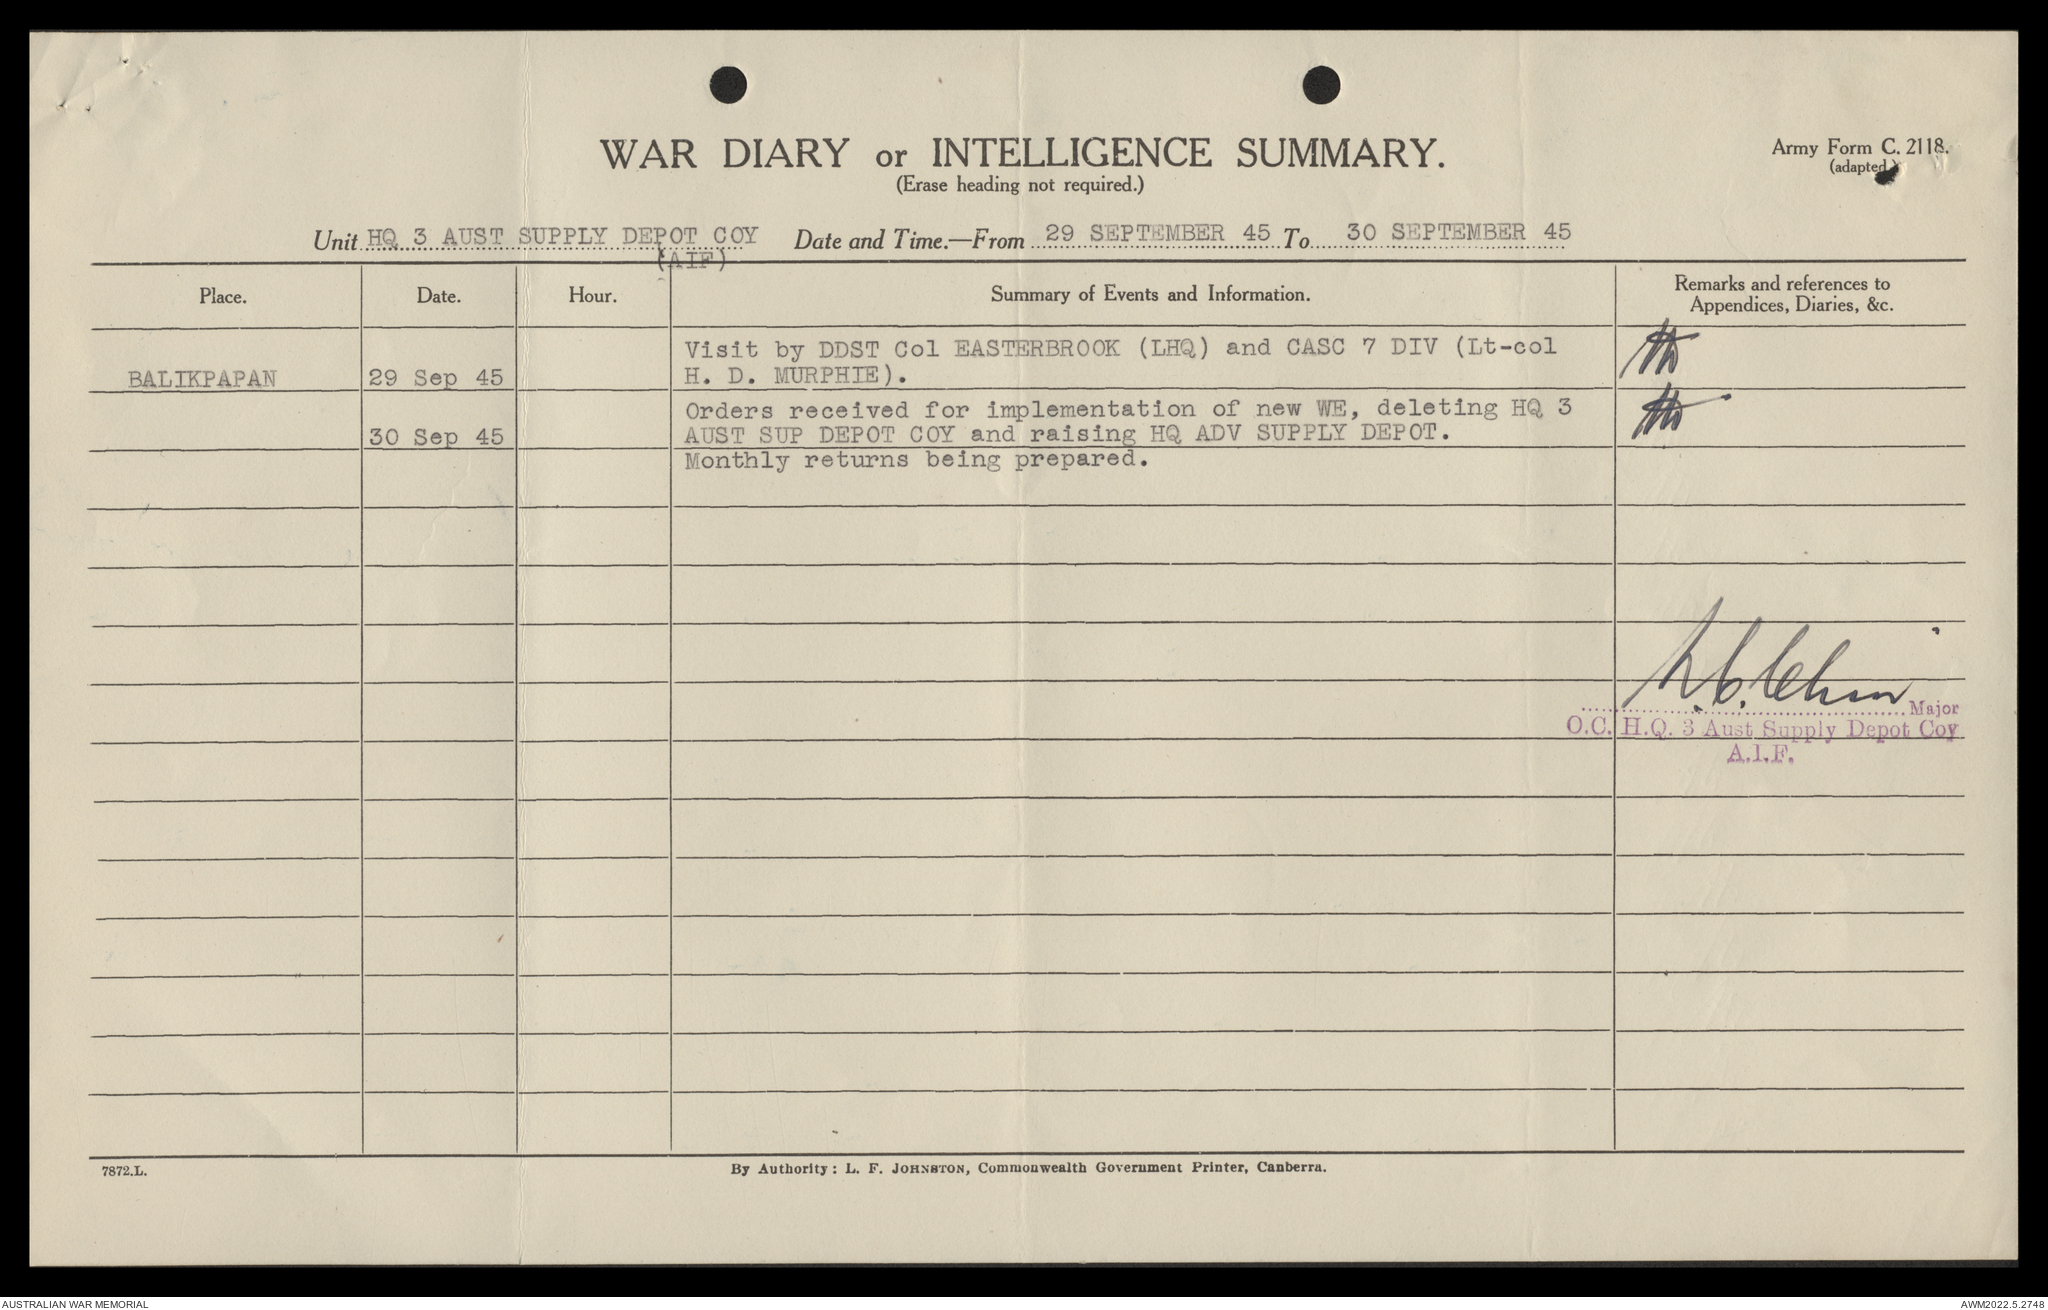 WAR DIARY or INTELLIGENCE SUMMARY.
(Erase heading not required.)
Army Form C. 2118.
(adapted.)
Unit HQ 3 AUST SUPPLY DEPOT COY Date and Time.—From 29 SEPTEMBER 45 To 30 SEPTEMBER 45
(AIF)
Place. Date. Hour. Summary of Events and Information. Remarks and references to
Appendices, Diaries, &c.
Visit by DDST Col EASTERBROOK (LHQ) and CASC 7 DIV (Lt-col
BALIKPAPAN 29 Sep 45 H. D. MURPHIE).
Orders received for implementation of new WE, deleting HQ 3
30 Sep 45 AUST SUP DEPOT COY and raising HQ ADV SUPPLY DEPOT.
Monthly returns being prepared.
Major
O.C. H.Q. 3 Aust Supply Depot Coy
A.I.F.
7872.L.
By Authority: L. F. JOHNSTON, Commonwealth Government Printer, Canberra.
AUSTRALIAN WAR MEMORIAL
AWM2022.5.2748